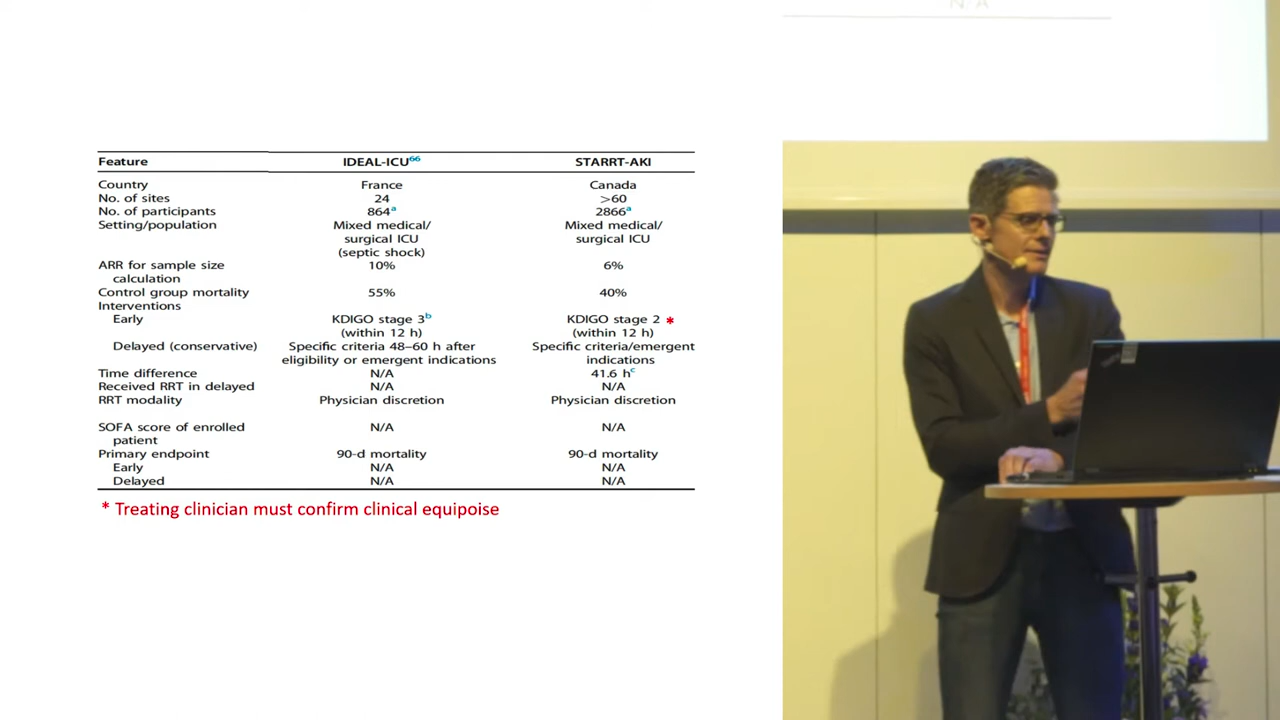 Feature IDEAL-ICU66 STARRT-AKI
Country France Canada
No. of sites 24 >60
No. of participants 864a 2866a
Setting/population Mixed medical/ Mixed medical/
surgical ICU surgical ICU
(septic shock)
ARR for sample size 10% 6%
calculation
Control group mortality 55% 40%
Interventions
Early KDIGO stage 3b KDIGO stage 2 *
(within 12 h) (within 12 h)
Delayed (conservative) Specific criteria 48–60 h after Specific criteria/emergent
eligibility or emergent indications indications
Time difference N/A 41.6 hc
Received RRT in delayed N/A N/A
RRT modality Physician discretion Physician discretion
SOFA score of enrolled N/A N/A
patient
Primary endpoint 90-d mortality 90-d mortality
Early N/A N/A
Delayed N/A N/A
* Treating clinician must confirm clinical equipoise
N/A